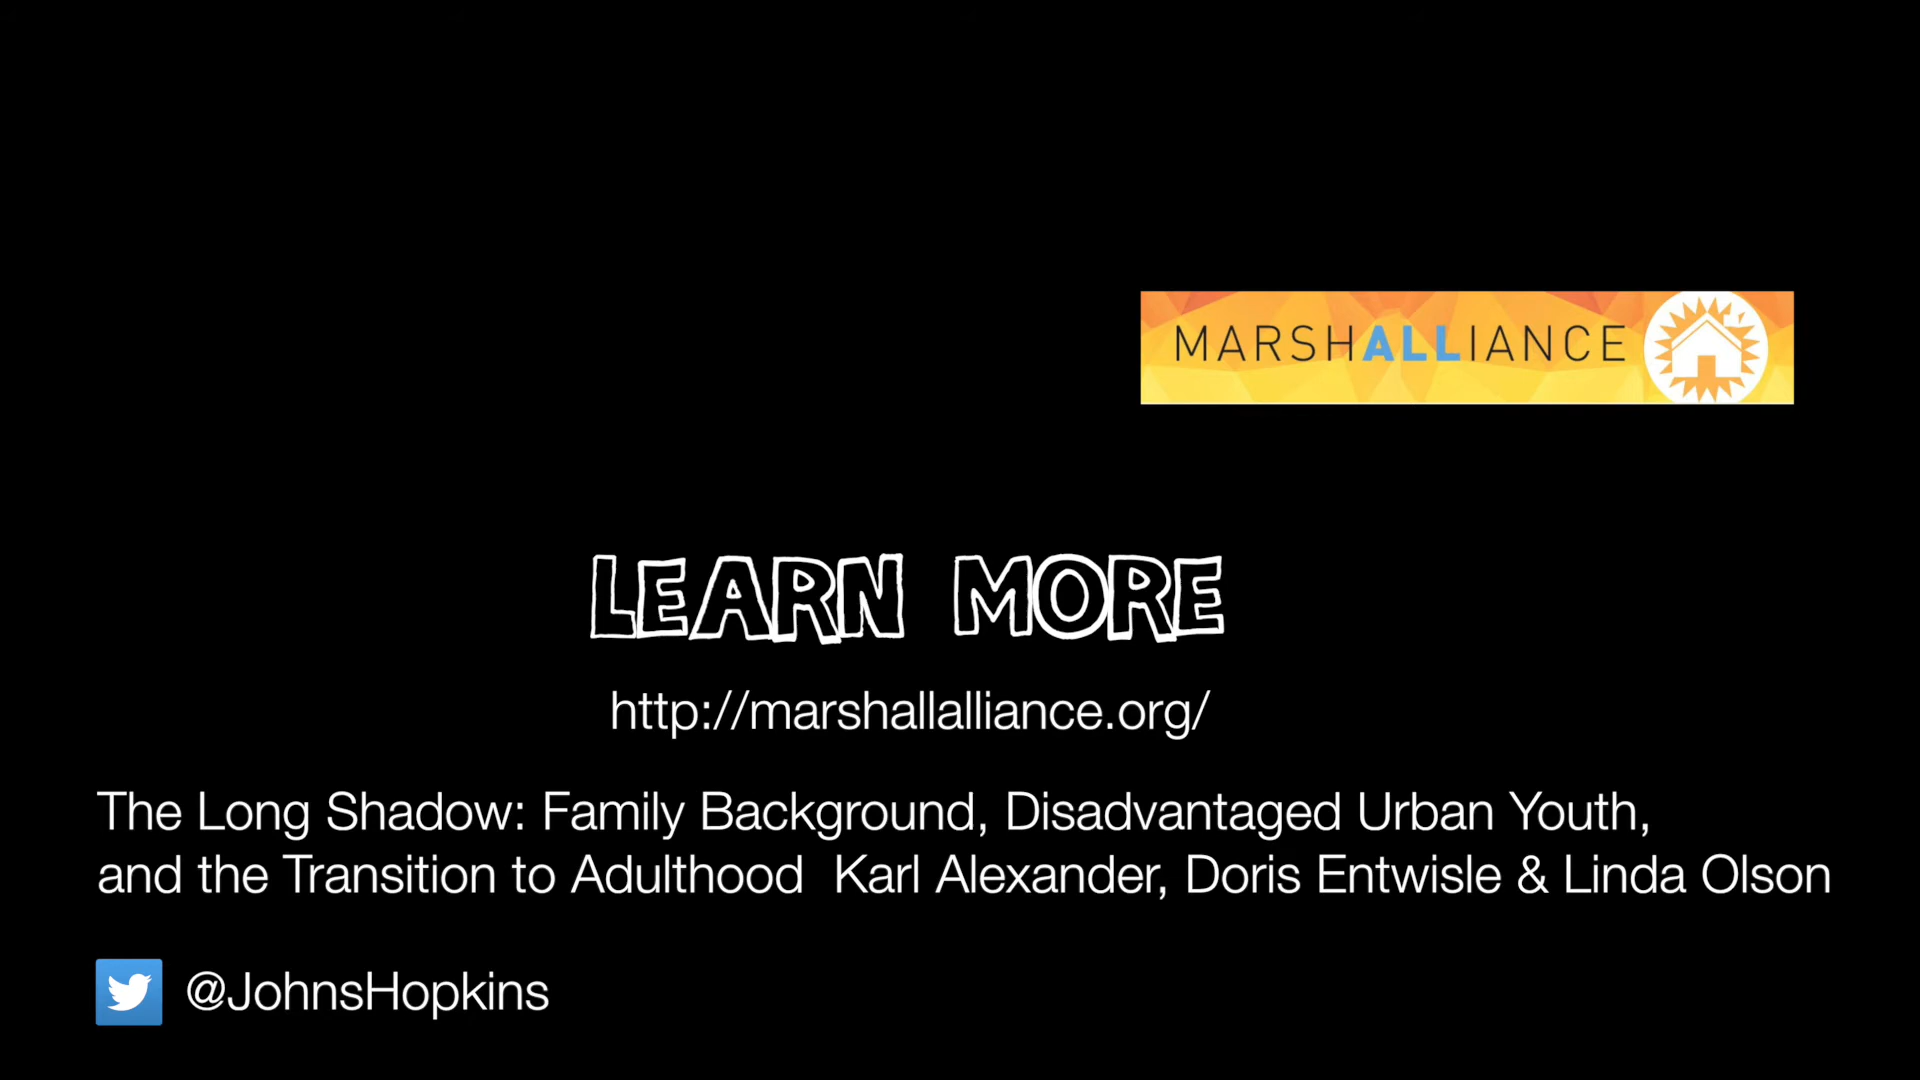 MARSHALLIANCE
LEARN MORE
http://marshallalliance.org/
The Long Shadow: Family Background, Disadvantaged Urban Youth,
and the Transition to Adulthood  Karl Alexander, Doris Entwisle & Linda Olson
@JohnsHopkins